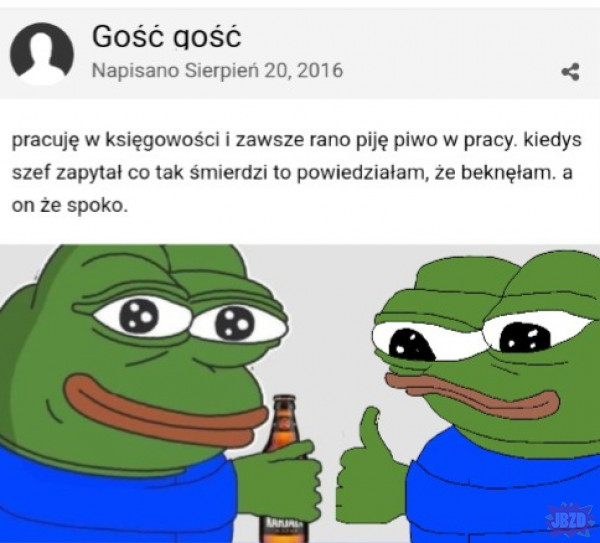 Gość gość
Napisano Sierpień 20, 2016
pracuję w księgowości i zawsze rano piję piwo w pracy. kiedys
szef zapytał co tak śmierdzi to powiedziałam, że beknęłam. a
on że spoko.
JBZD